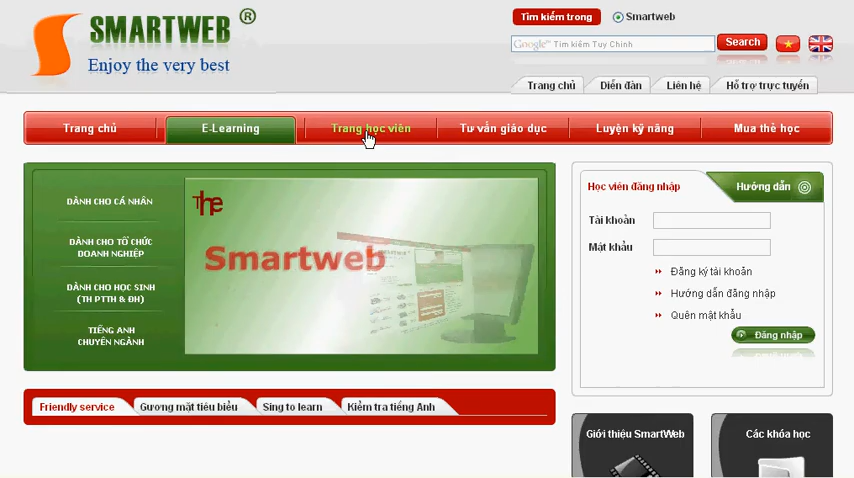 SMARTWEB ®
Enjoy the very best
Tìm kiếm trong
Smartweb
Google™ Tìm kiếm Tùy Chỉnh
Search
Trang chủ
Diễn đàn
Liên hệ
Hỗ trợ trực tuyến
Trang chủ
E-Learning
Trang học viên
Tư vấn giáo dục
Luyện kỹ năng
Mua thẻ học
DÀNH CHO CÁ NHÂN
DÀNH CHO TỔ CHỨC
DOANH NGHIỆP
DÀNH CHO HỌC SINH
(TH PTTH & ĐH)
TIẾNG ANH
CHUYÊN NGÀNH
The
Smartweb
Học viên đăng nhập
Hướng dẫn
Tài khoản
Mật khẩu
Đăng ký tài khoản
Hướng dẫn đăng nhập
Quên mật khẩu
Đăng nhập
Friendly service
Gương mặt tiêu biểu
Sing to learn
Kiểm tra tiếng Anh
Giới thiệu SmartWeb
Các khóa học